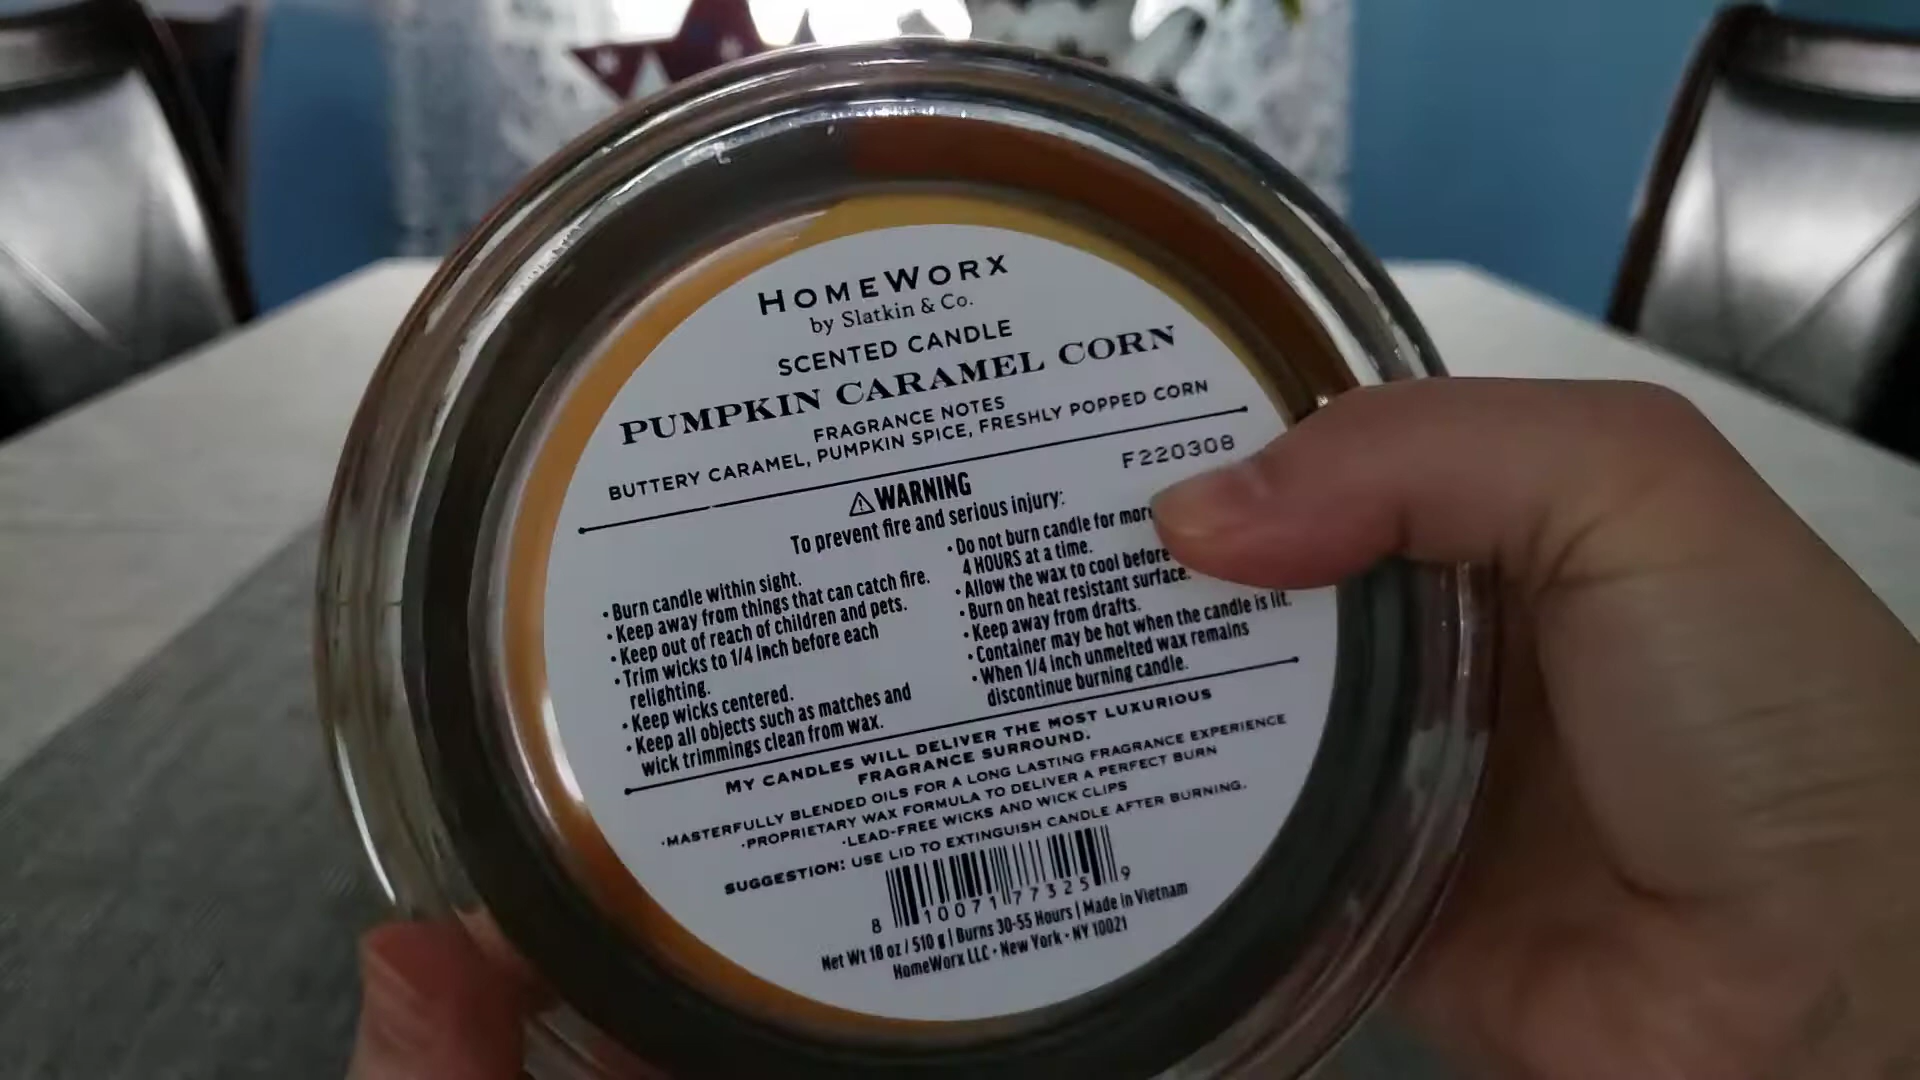 HOMEWORX
by Slatkin & Co.
SCENTED CANDLE
PUMPKIN CARAMEL CORN
FRAGRANCE NOTES
BUTTERY CARAMEL, PUMPKIN SPICE, FRESHLY POPPED CORN
F220308
⚠WARNING
To prevent fire and serious injury:
• Burn candle within sight.
• Keep away from things that can catch fire.
• Keep out of reach of children and pets.
• Trim wicks to 1/4 inch before each
relighting.
• Keep wicks centered.
• Keep all objects such as matches and
wick trimmings clean from wax.
• Do not burn candle for more
4 HOURS at a time.
• Allow the wax to cool before
• Burn on heat resistant surface.
• Keep away from drafts.
• Container may be hot when the candle is lit.
• When 1/4 inch unmelted wax remains
discontinue burning candle.
MY CANDLES WILL DELIVER THE MOST LUXURIOUS
FRAGRANCE SURROUND.
·MASTERFULLY BLENDED OILS FOR A LONG LASTING FRAGRANCE EXPERIENCE
·PROPRIETARY WAX FORMULA TO DELIVER A PERFECT BURN
·LEAD-FREE WICKS AND WICK CLIPS
SUGGESTION: USE LID TO EXTINGUISH CANDLE AFTER BURNING.
8 10071 77325 9
Net Wt 18 oz / 510 g | Burns 30-55 Hours | Made in Vietnam
HomeWorx LLC • New York • NY 10021